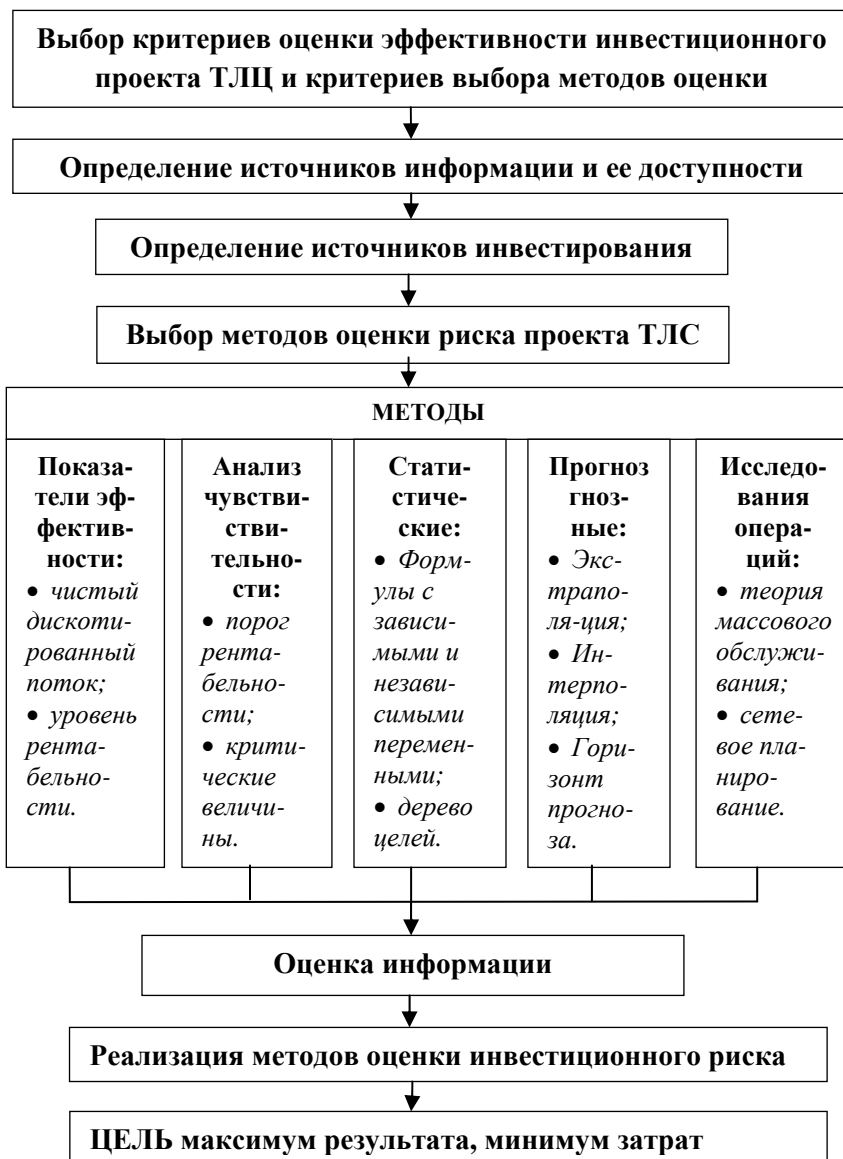 Выбор критериев оценки эффективности инвестиционного
проекта ТЛЦ и критериев выбора методов оценки
Определение источников информации и ее доступности
Определение источников инвестирования
Выбор методов оценки риска проекта ТЛС
МЕТОДЫ
Показа-
тели эф-
фектив-
ности:
• чистый
дискоти-
рованный
поток;
• уровень
рента-
бельно-
сти.
Анализ
чувстви-
стви-
тельно-
сти:
• порог
рента-
бельно-
сти;
• крити-
ческие
величи-
ны.
Стати-
стиче-
ские:
• Форм-
улы с
зависи-
мыми и
незави-
симыми
перемен-
ными;
• дерево
целей.
Прогноз
гноз-
ные:
• Экс-
трапо-
ля-ция;
• Ин-
терпо-
ляция;
• Гори-
зонт
прогно-
за.
Исследо-
вания
опера-
ций:
• теория
массового
обслужи-
вания;
• сете-
вое пла-
нирова-
ние.
Оценка информации
Реализация методов оценки инвестиционного риска
ЦЕЛЬ максимум результата, минимум затрат